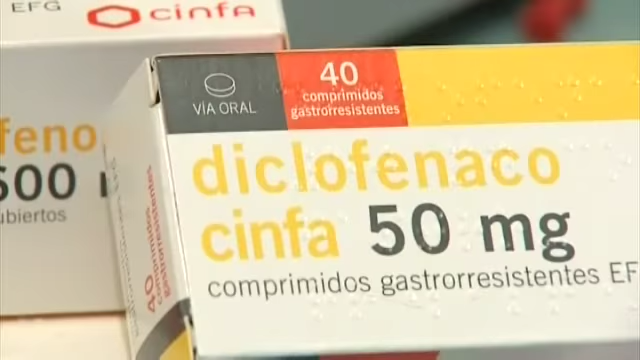 EFG cinfa
feno
600
ubiertos
VÍA ORAL
40
comprimidos
gastrorresistentes
diclofenaco
cinfa 50 mg
comprimidos gastrorresistentes EF
40
comprimidos
gastrorresistentes